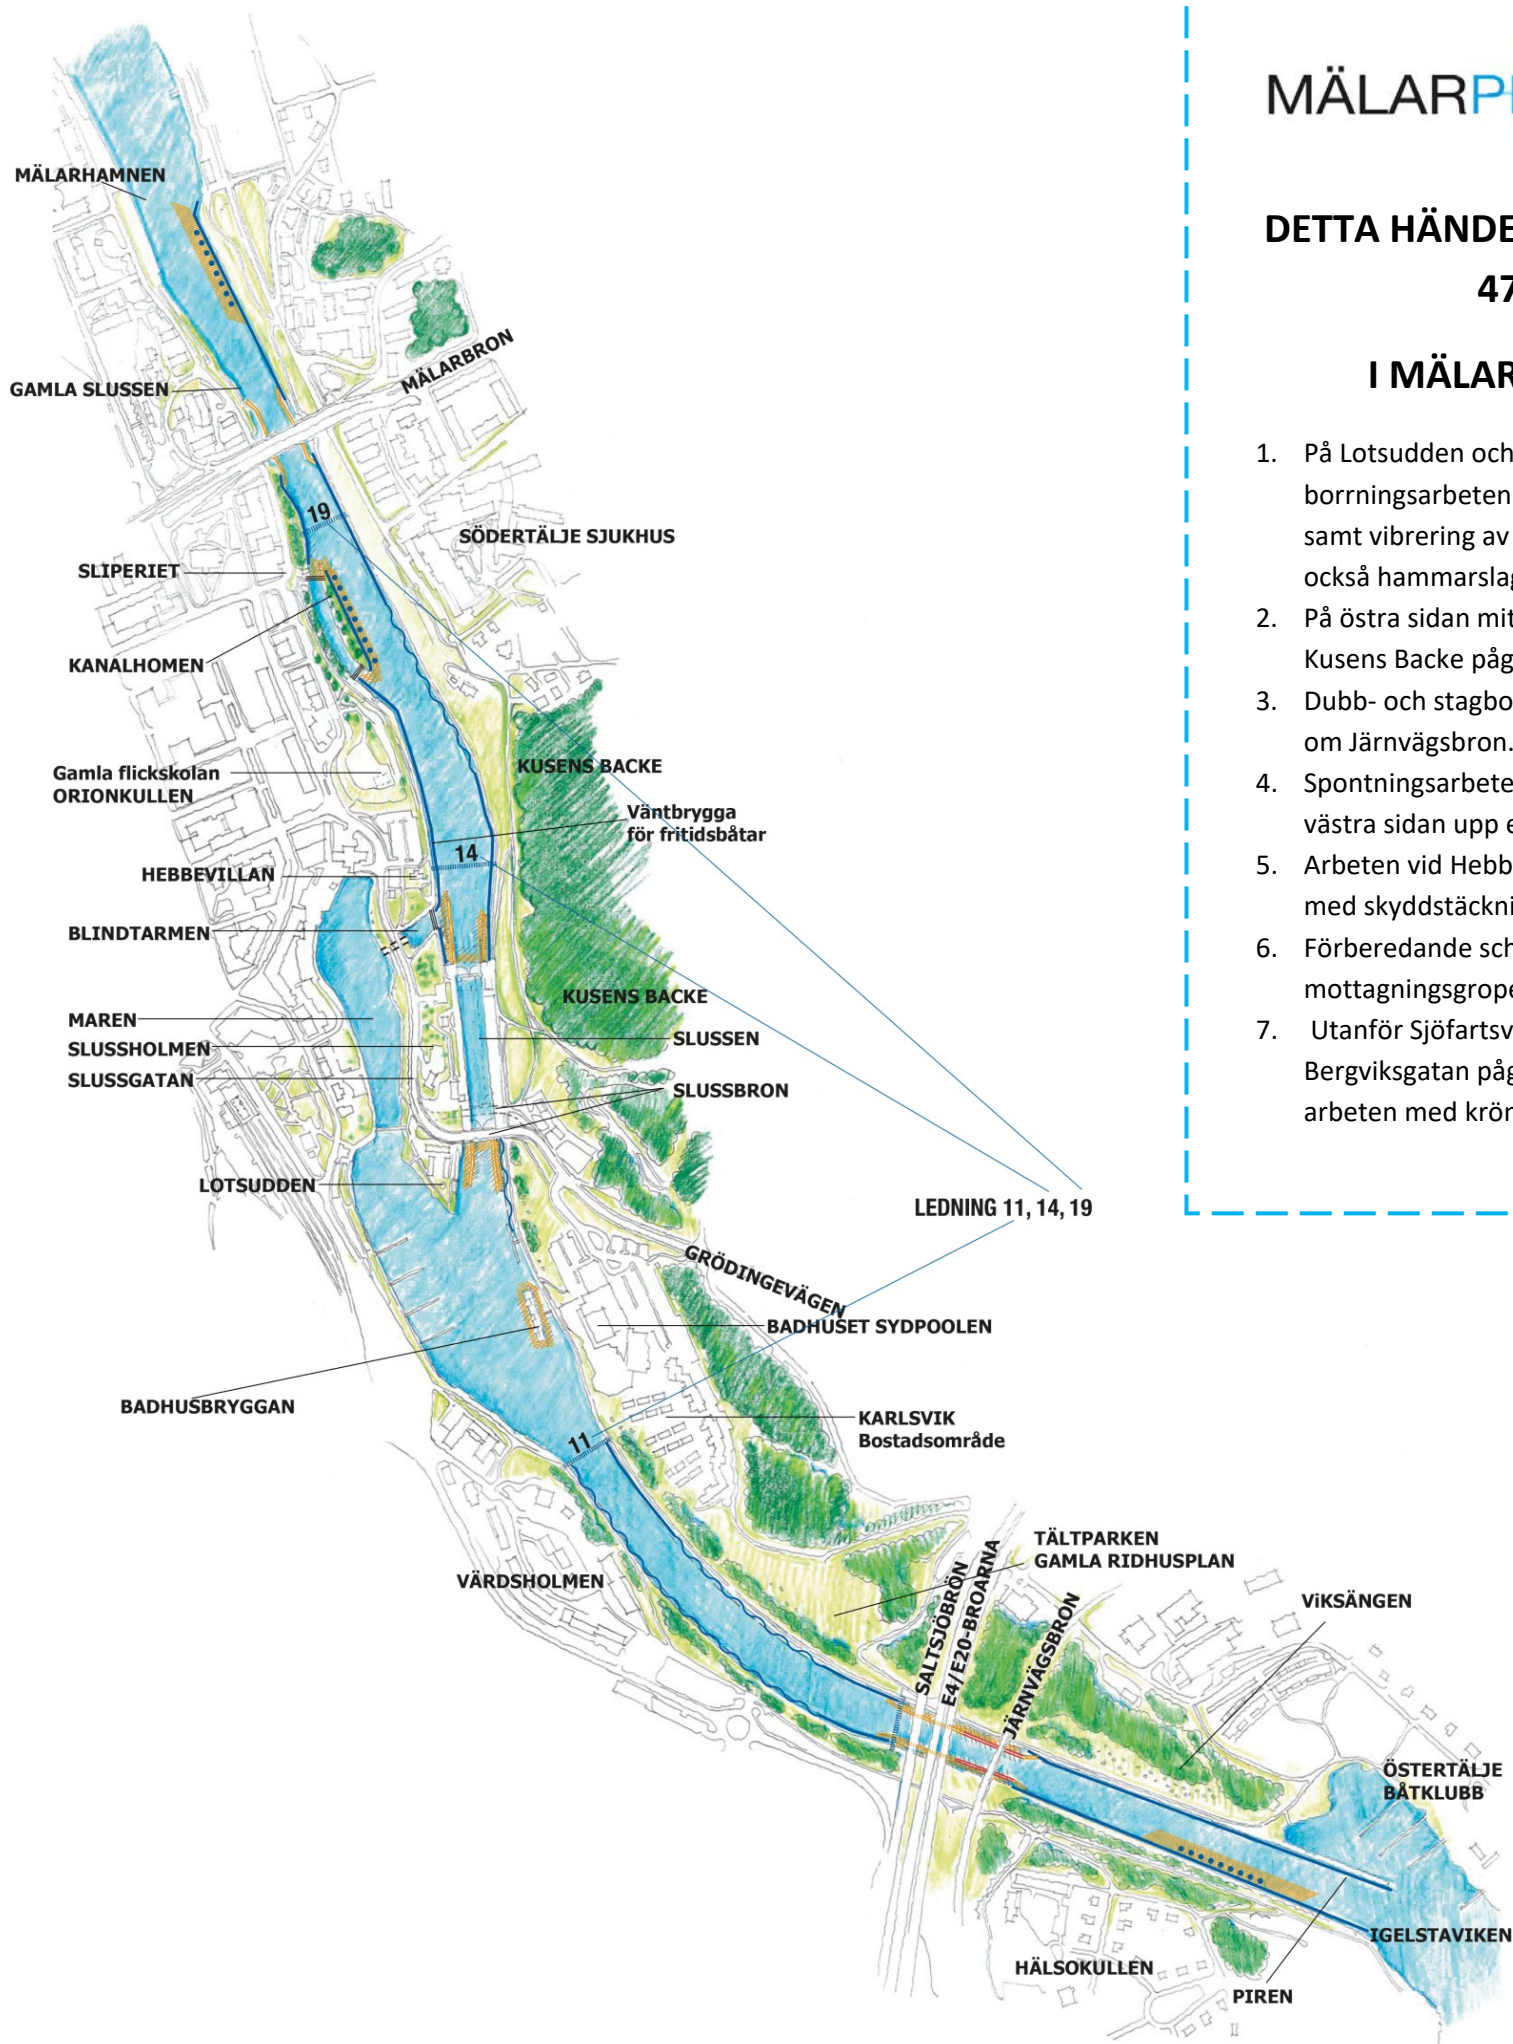 MÄLARHAMNEN
GAMLA SLUSSEN
MÄLARBRON
19
SÖDERTÄLJE SJUKHUS
SLIPERIET
KANALHOMEN
KUSENS BACKE
Gamla flickskolan
ORIONKULLEN
Väntbrygga
för fritidsbåtar
14
HEBBEVILLAN
BLINDTARMEN
KUSENS BACKE
MAREN
SLUSSHOLMEN
SLUSSGATAN
SLUSSEN
SLUSSBRON
LOTSUDDEN
LEDNING 11, 14, 19
GRÖDINGEVÄGEN
BADHUSET SYDPOOLEN
BADHUSBRYGGAN
KARLSVIK
Bostadsområde
11
VÄRDSHOLMEN
TÄLTPARKEN
GAMLA RIDHUSPLAN
SALTSJÖBRÖN
E4/E20-BROARNA
JÄRNVÄGSBRON
ViKSÄNGEN
ÖSTERTÄLJE
BÅTKLUBB
IGELSTAVIKEN
HÄLSOKULLEN
PIREN
MÄLARP
DETTA HÄNDE
47
I MÄLAR
1. På Lotsudden och
borrningsarbeten
samt vibrering av
också hammarslag
2. På östra sidan mit
Kusens Backe påg
3. Dubb- och stagbo
om Järnvägsbron.
4. Spontningsarbete
västra sidan upp e
5. Arbeten vid Hebb
med skyddstäckni
6. Förberedande sch
mottagningsgrope
7. Utanför Sjöfartsv
Bergviksgatan påg
arbeten med krön